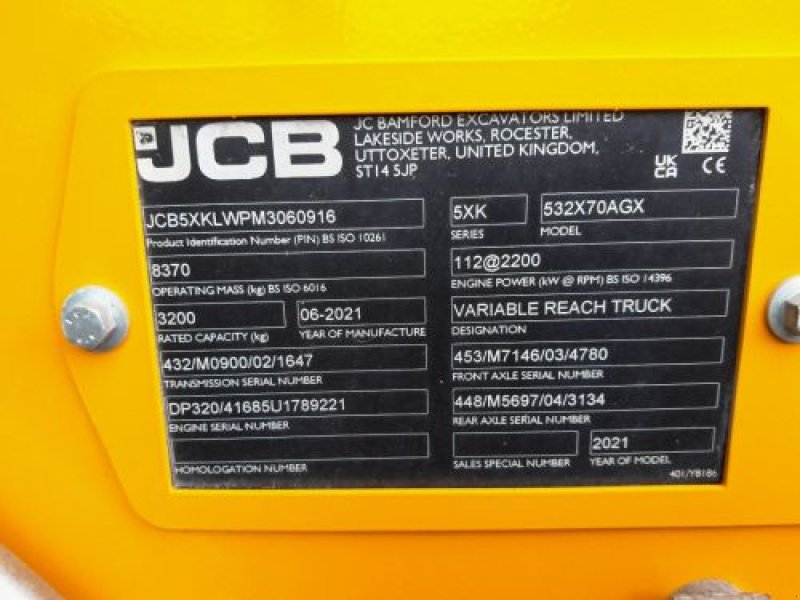 JCB
JC BAMFORD EXCAVATORS LIMITED
LAKESIDE WORKS, ROCESTER,
UTTOXETER, UNITED KINGDOM,
ST14 5JP
UK
CA
CE
JCB5XKLWPM3060916
Product Identification Number (PIN) BS ISO 10261
5XK
SERIES
532X70AGX
MODEL
8370
OPERATING MASS (kg) BS ISO 6016
112@2200
ENGINE POWER (kW @ RPM) BS ISO 14396
3200
RATED CAPACITY (kg)
06-2021
YEAR OF MANUFACTURE
VARIABLE REACH TRUCK
DESIGNATION
432/M0900/02/1647
TRANSMISSION SERIAL NUMBER
453/M7146/03/4780
FRONT AXLE SERIAL NUMBER
DP320/41685U1789221
ENGINE SERIAL NUMBER
448/M5697/04/3134
REAR AXLE SERIAL NUMBER
HOMOLOGATION NUMBER
SALES SPECIAL NUMBER
2021
YEAR OF MODEL
401/Y8186